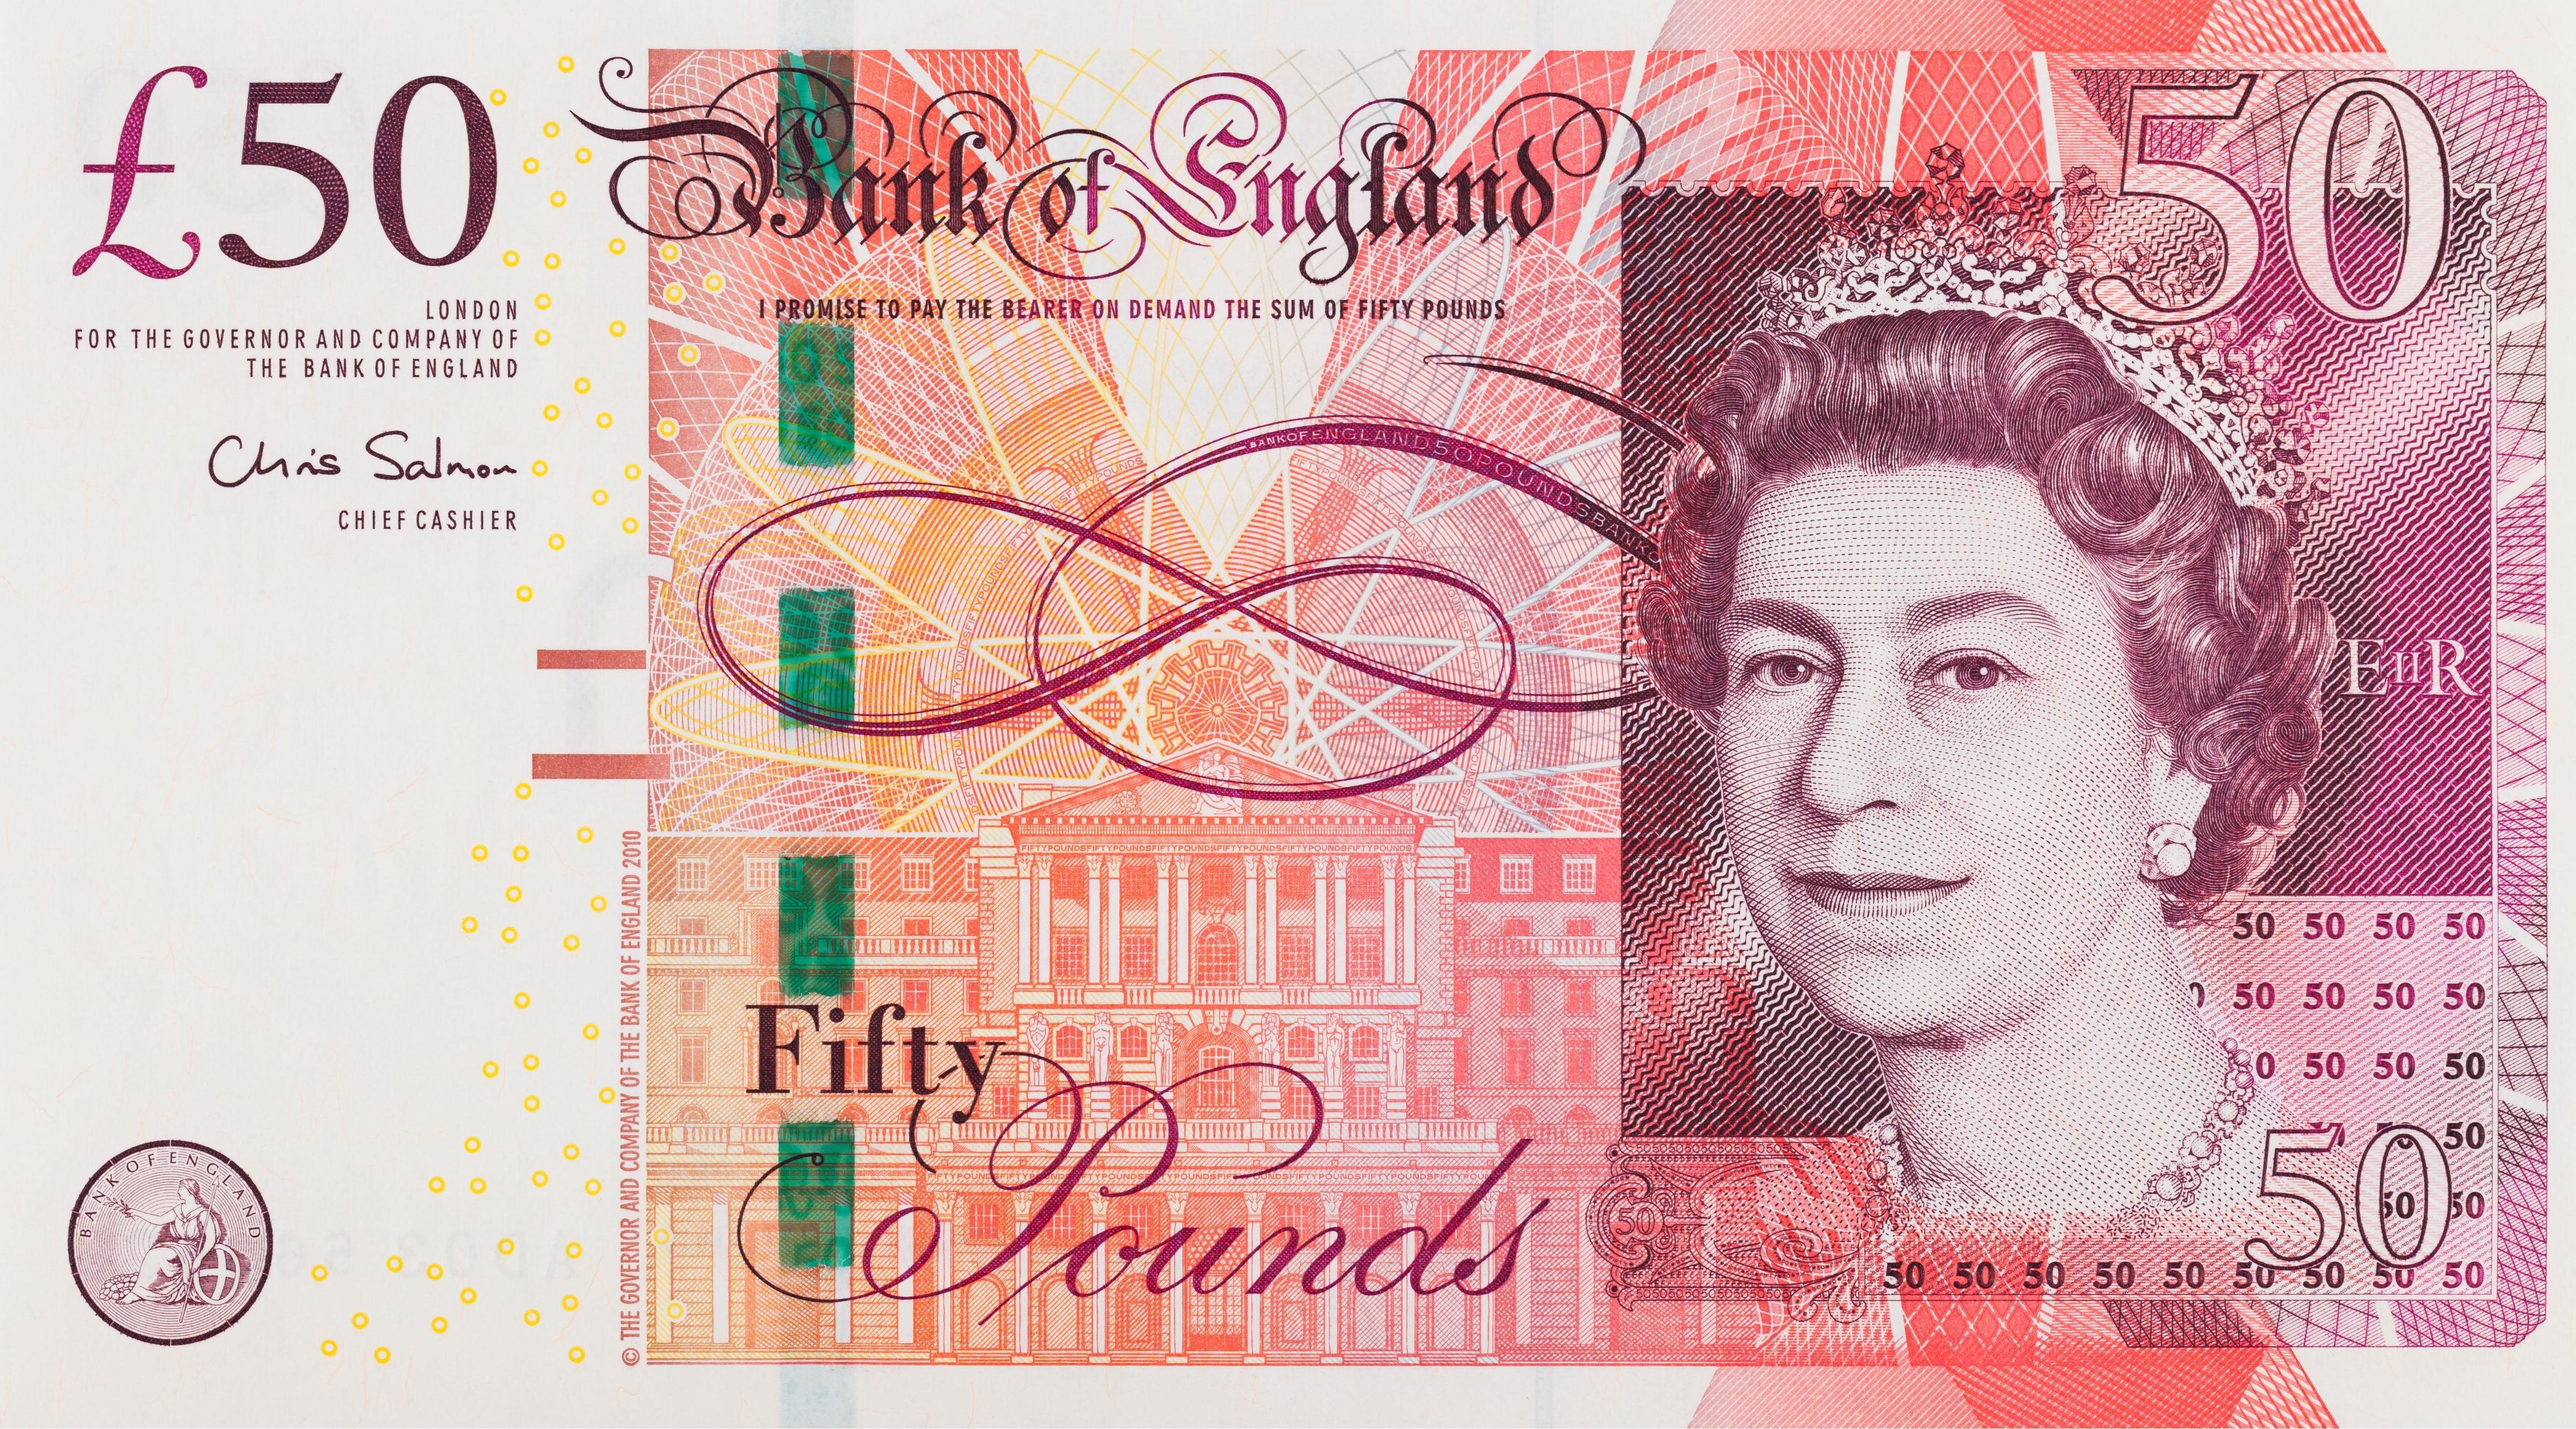 £50
Bank of England
50
LONDON
FOR THE GOVERNOR AND COMPANY OF
THE BANK OF ENGLAND
I PROMISE TO PAY THE BEARER ON DEMAND THE SUM OF FIFTY POUNDS
Chris Salmon
CHIEF CASHIER
BANKOFENGLAND50POUNDSBANKO
EIIR
FIFTYPOUNDSFIFTYPOUNDSFIFTYPOUNDSFIFTYPOUNDSFIFTYPOUNDS
© THE GOVERNOR AND COMPANY OF THE BANK OF ENGLAND 2010
50 50 50 50
50 50 50 50
50 50 50
Fifty
Pounds
BANK OF ENGLAND
50
50
50
50
50 50 50 50 50 50 50 50 50